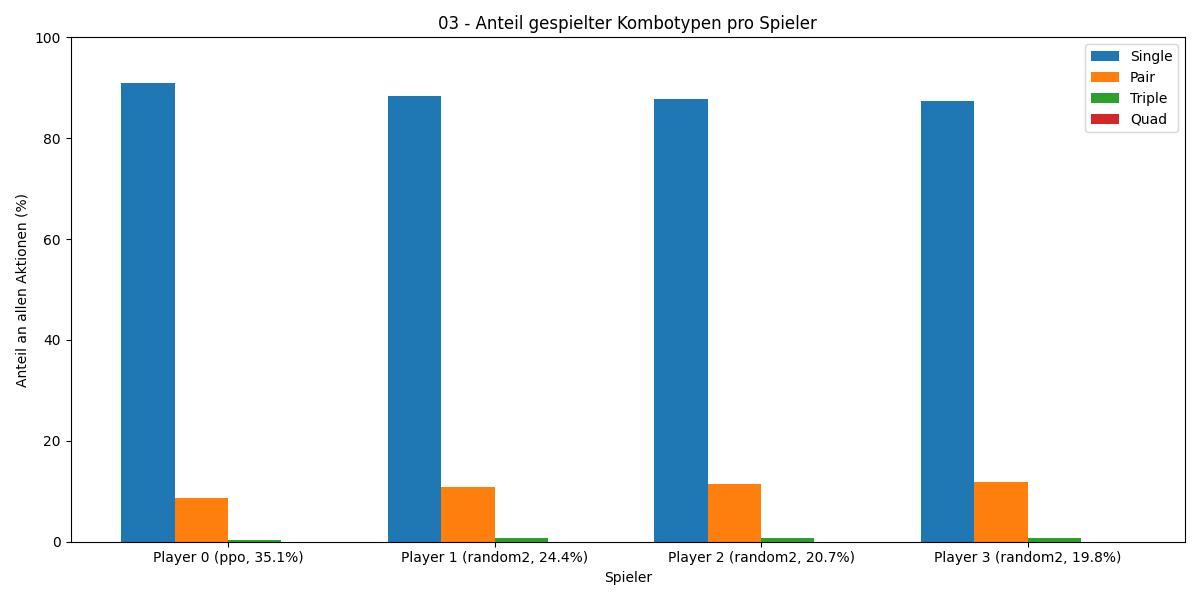 03 - Anteil gespielter Kombotypen pro Spieler
Anteil an allen Aktionen (%)
100
80
60
40
20
0
Single
Pair
Triple
Quad
Player 0 (ppo, 35.1%)
Player 1 (random2, 24.4%)
Player 2 (random2, 20.7%)
Player 3 (random2, 19.8%)
Spieler